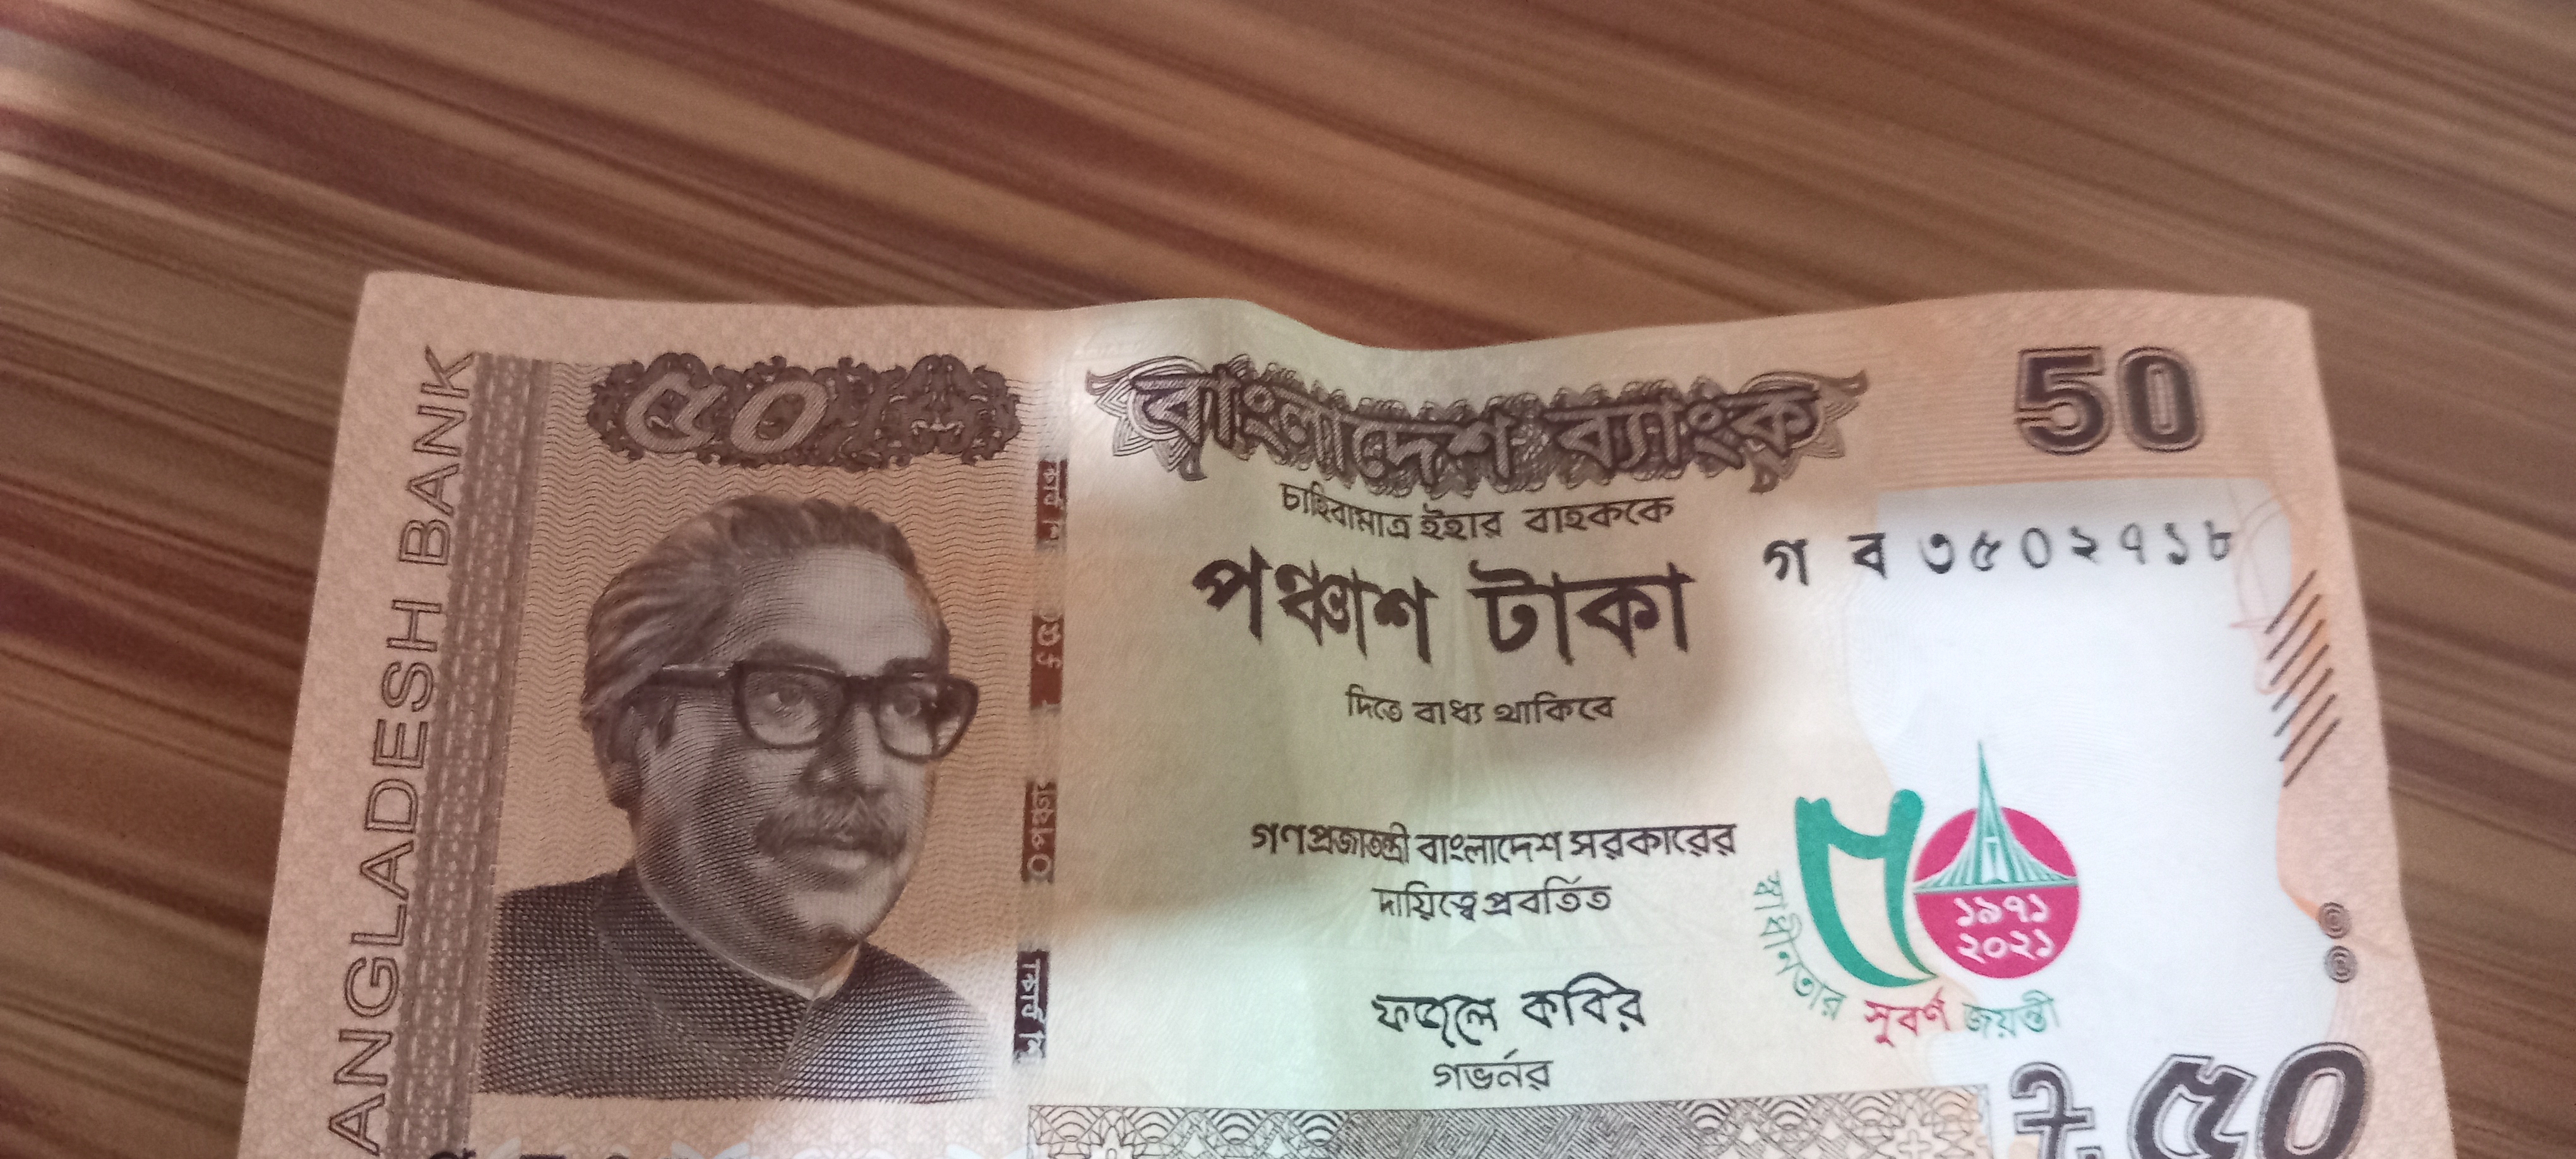 ANGLADESH BANK
৫০
বাংলাদেশ ব্যাংক
50
চাহিবামাত্র ইহার বাহককে
পঞ্চাশ টাকা
দিতে বাধ্য থাকিবে
গব ৩৮০২৭১৮
গণপ্রজাতন্ত্রী বাংলাদেশ সরকারের
দায়িত্বে প্রবর্তিত
ফজলে কবির
গভর্নর
স্বাধীনতার সুবর্ণ জয়ন্তী
১৯৭১
২০২১
৫০